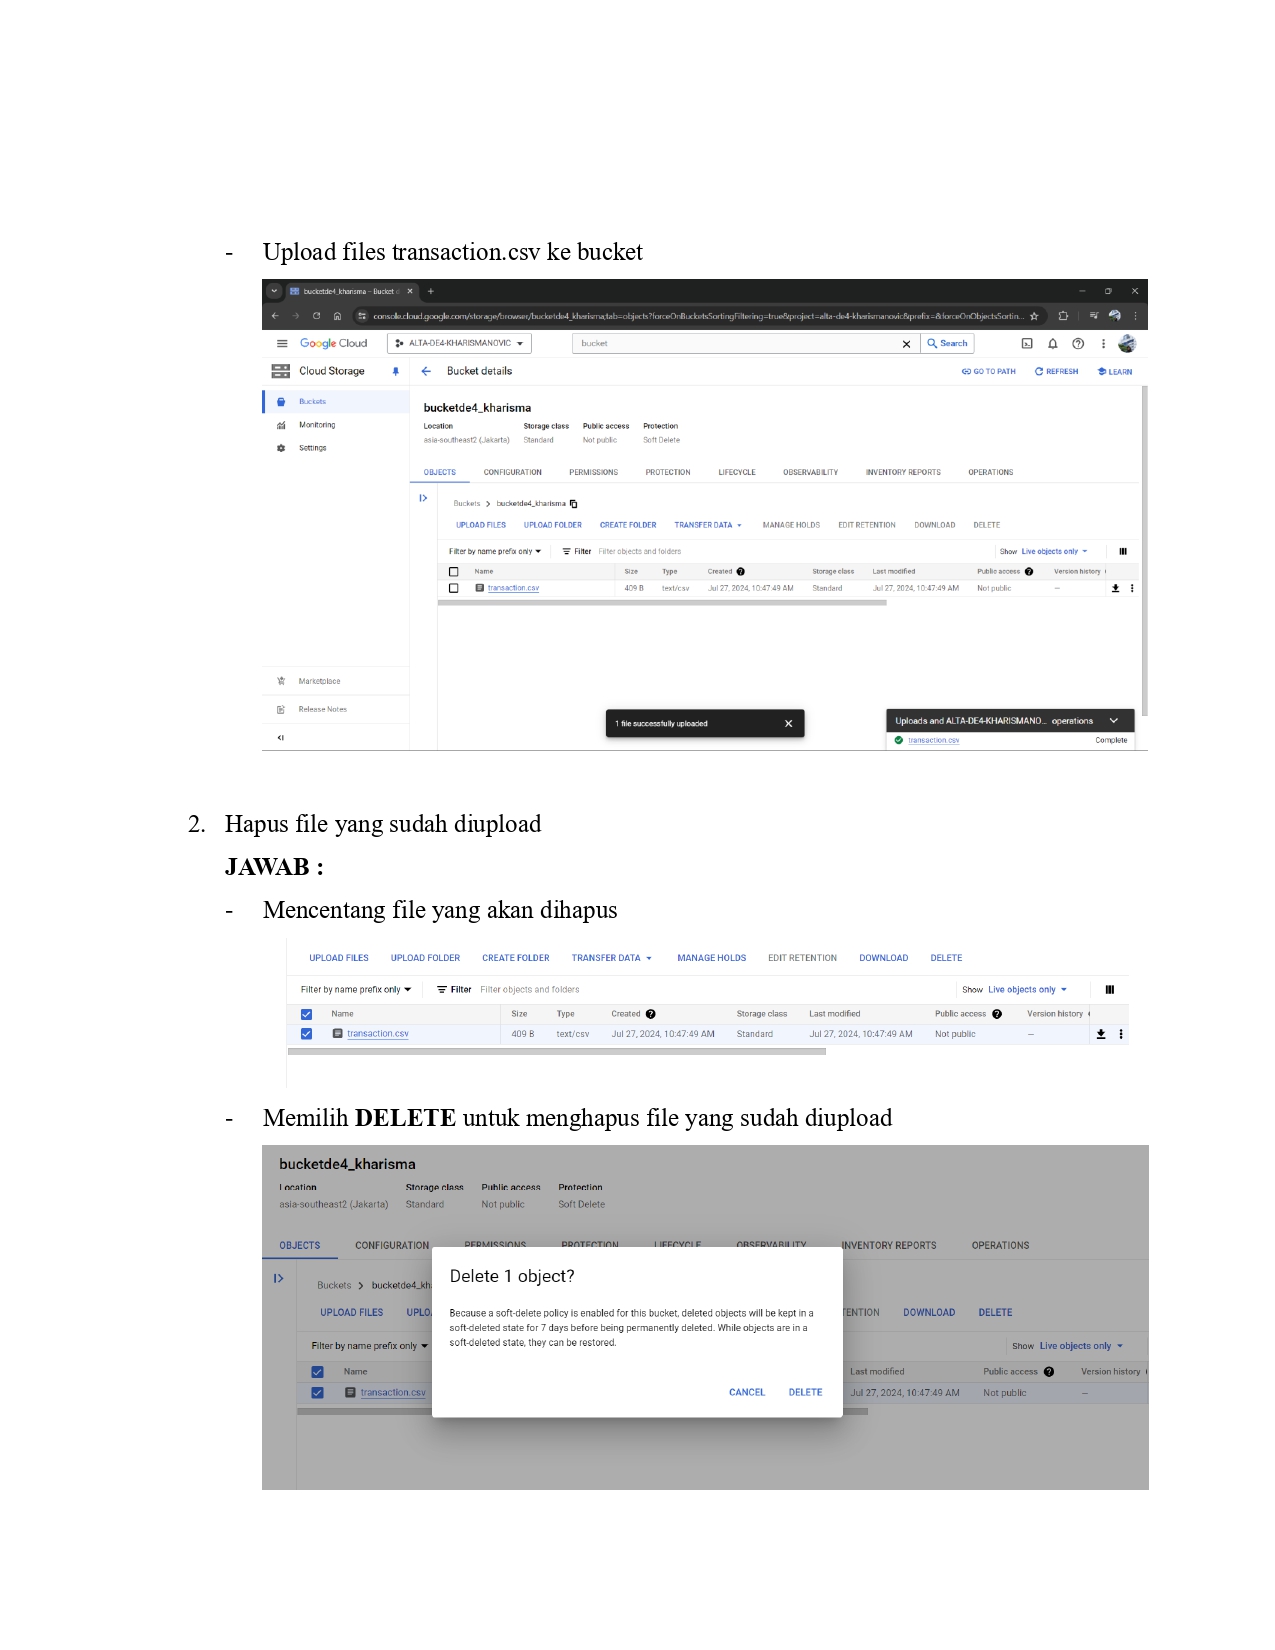 - Upload files transaction.csv ke bucket
bucketde4_kharisma – Bucket d
console.cloud.google.com/storage/browser/bucketde4_kharisma;tab=objects?forceOnBucketsSortingFiltering=true&project=alta-de4-kharismanovic&prefix=&forceOnObjectsSortin...
Google Cloud ALTA-DE4-KHARISMANOVIC bucket Search
Cloud Storage Bucket details GO TO PATH REFRESH LEARN
Buckets
Monitoring
Settings
bucketde4_kharisma
Location Storage class Public access Protection
asia-southeast2 (Jakarta) Standard Not public Soft Delete
OBJECTS CONFIGURATION PERMISSIONS PROTECTION LIFECYCLE OBSERVABILITY INVENTORY REPORTS OPERATIONS
Buckets > bucketde4_kharisma
UPLOAD FILES UPLOAD FOLDER CREATE FOLDER TRANSFER DATA MANAGE HOLDS EDIT RETENTION DOWNLOAD DELETE
Filter by name prefix only Filter Filter objects and folders Show Live objects only
Name Size Type Created Storage class Last modified Public access Version history
transaction.csv 409 B text/csv Jul 27, 2024, 10:47:49 AM Standard Jul 27, 2024, 10:47:49 AM Not public —
Marketplace
Release Notes
1 file successfully uploaded
Uploads and ALTA-DE4-KHARISMANO... operations
transaction.csv Complete
2. Hapus file yang sudah diupload
JAWAB :
- Mencentang file yang akan dihapus
UPLOAD FILES UPLOAD FOLDER CREATE FOLDER TRANSFER DATA MANAGE HOLDS EDIT RETENTION DOWNLOAD DELETE
Filter by name prefix only Filter Filter objects and folders Show Live objects only
Name Size Type Created Storage class Last modified Public access Version history
transaction.csv 409 B text/csv Jul 27, 2024, 10:47:49 AM Standard Jul 27, 2024, 10:47:49 AM Not public —
- Memilih DELETE untuk menghapus file yang sudah diupload
bucketde4_kharisma
Location Storage class Public access Protection
asia-southeast2 (Jakarta) Standard Not public Soft Delete
OBJECTS CONFIGURATION PERMISSIONS PROTECTION LIFECYCLE OBSERVABILITY INVENTORY REPORTS OPERATIONS
Buckets > bucketde4_kh
UPLOAD FILES UPLO TENTION DOWNLOAD DELETE
Filter by name prefix only Show Live objects only
Name Last modified Public access Version history
transaction.csv Jul 27, 2024, 10:47:49 AM Not public —
Delete 1 object?
Because a soft-delete policy is enabled for this bucket, deleted objects will be kept in a
soft-deleted state for 7 days before being permanently deleted. While objects are in a
soft-deleted state, they can be restored.
CANCEL DELETE